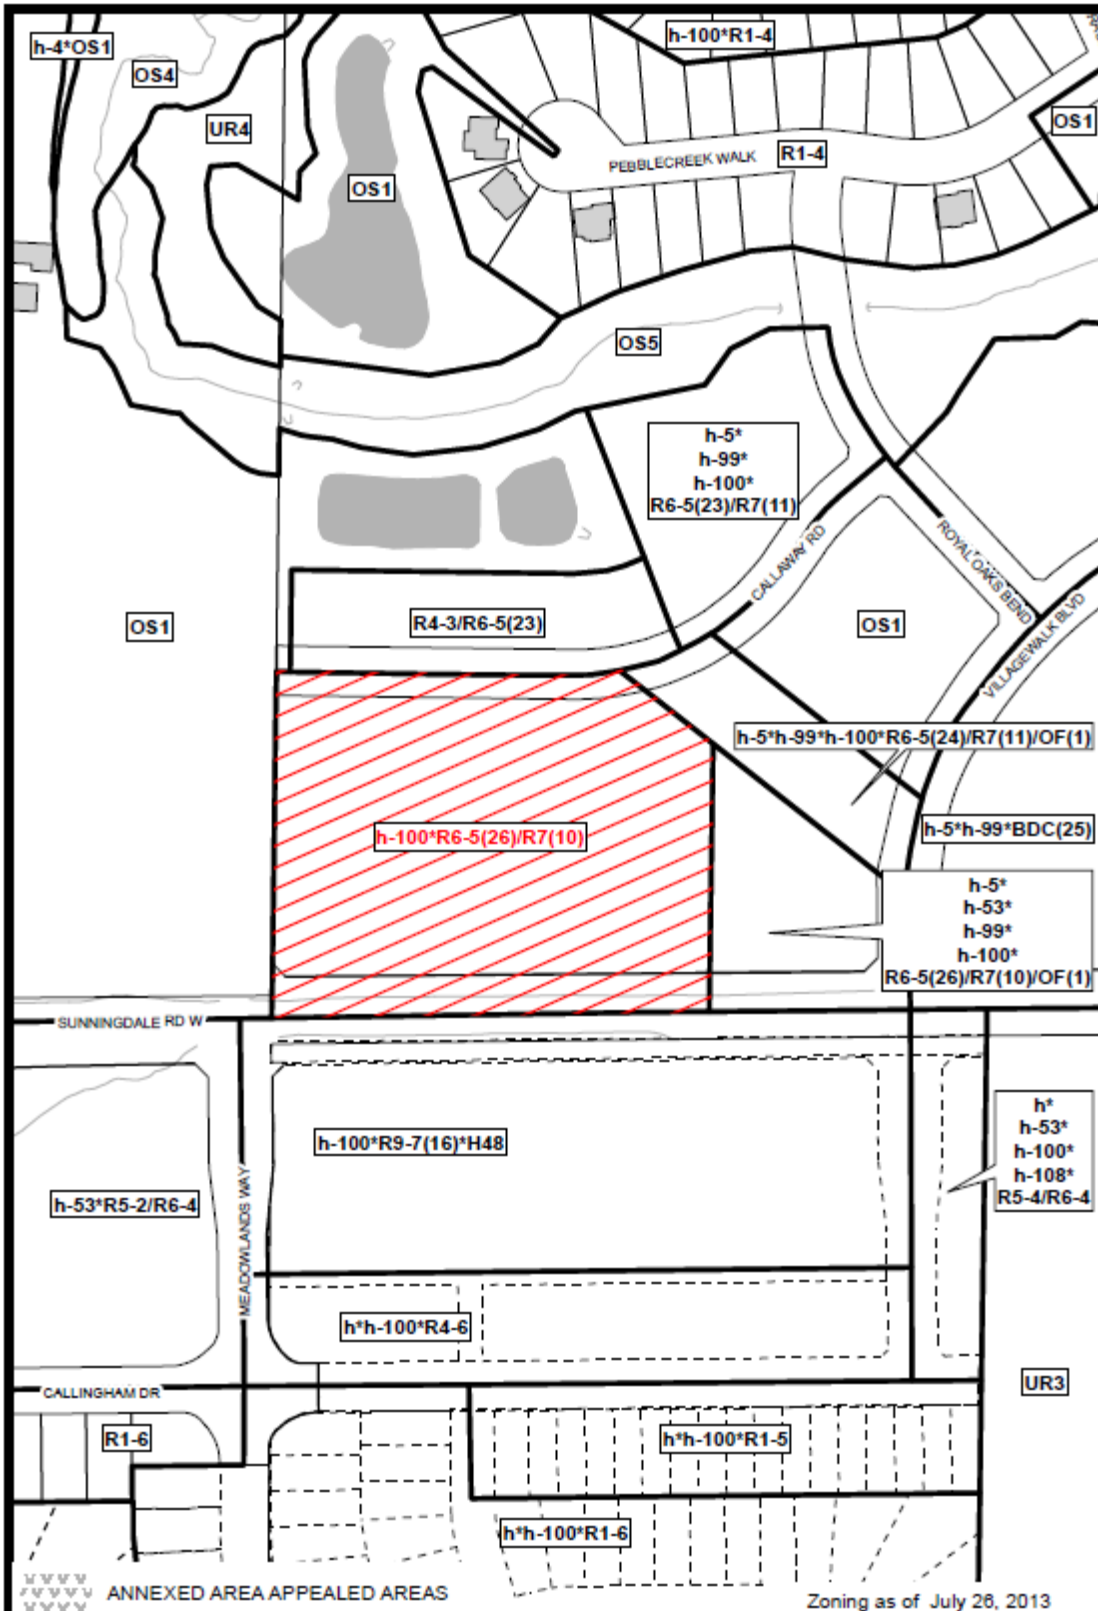 h-4*OS1
OS4
h-100*R1-4
UR4
OS1
OS1
PEBBLECREEK WALK
R1-4
OS5
h-5*
h-99*
h-100*
R6-5(23)/R7(11)
CALLAWAY RD
ROYAL OAKS BEND
OS1
R4-3/R6-5(23)
OS1
VILLAGEWALK BLVD
h-5*h-99*h-100*R6-5(24)/R7(11)/OF(1)
h-100*R6-5(26)/R7(10)
h-5*h-99*BDC(25)
h-5*
h-53*
h-99*
h-100*
R6-5(26)/R7(10)/OF(1)
SUNNINGDALE RD W
h*
h-53*
h-100*
h-108*
R5-4/R6-4
h-100*R9-7(16)*H48
h-53*R5-2/R6-4
MEADOWLANDS WAY
h*h-100*R4-6
CALLINGHAM DR
UR3
R1-6
h*h-100*R1-5
h*h-100*R1-6
ANNEXED AREA APPEALED AREAS
Zoning as of July 26, 2013